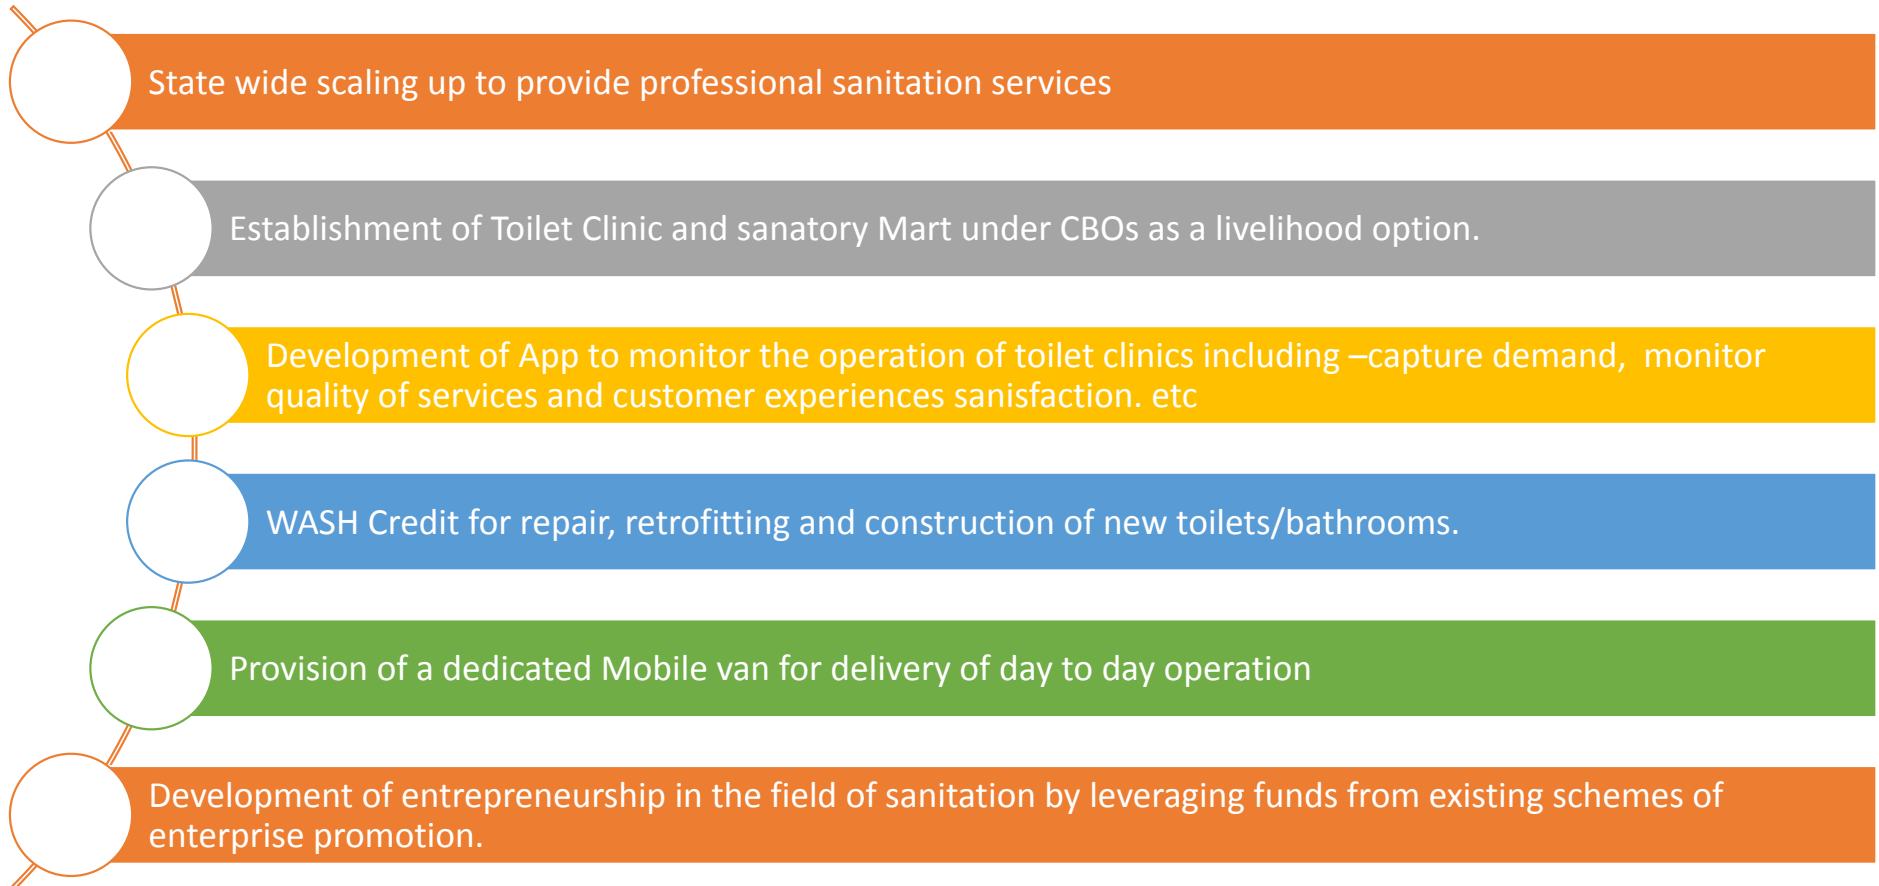 State wide scaling up to provide professional sanitation services
Establishment of Toilet Clinic and sanatory Mart under CBOs as a livelihood option.
Development of App to monitor the operation of toilet clinics including –capture demand,  monitor
quality of services and customer experiences sanisfaction. etc
WASH Credit for repair, retrofitting and construction of new toilets/bathrooms.
Provision of a dedicated Mobile van for delivery of day to day operation
Development of entrepreneurship in the field of sanitation by leveraging funds from existing schemes of
enterprise promotion.